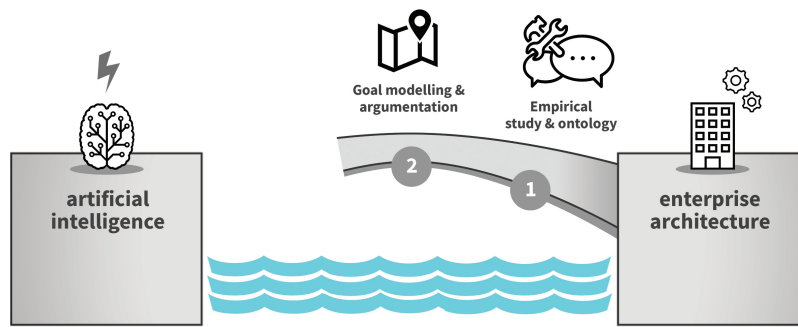 Goal modelling &
argumentation
Empirical
study & ontology
2
1
artificial
intelligence
enterprise
architecture